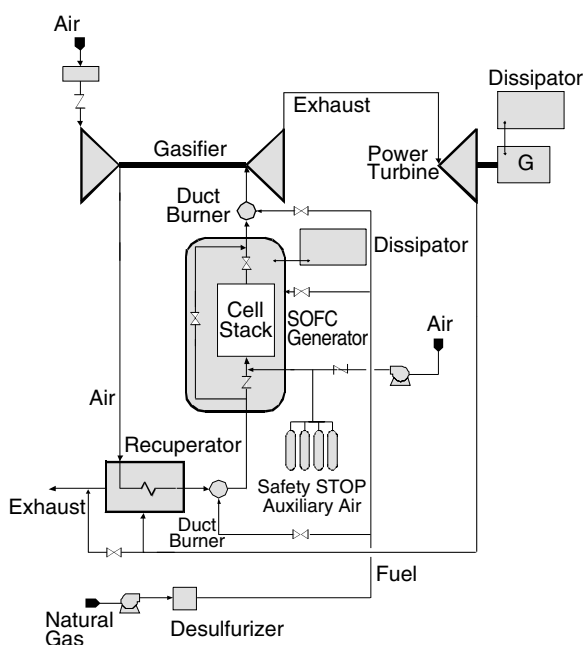 Air
Dissipator
Exhaust
Gasifier
Power
Turbine
G
Duct
Burner
Dissipator
Cell
Stack
SOFC
Generator
Air
Air
Recuperator
Safety STOP
Auxiliary Air
Exhaust
Duct
Burner
Fuel
Natural
Gas
Desulfurizer